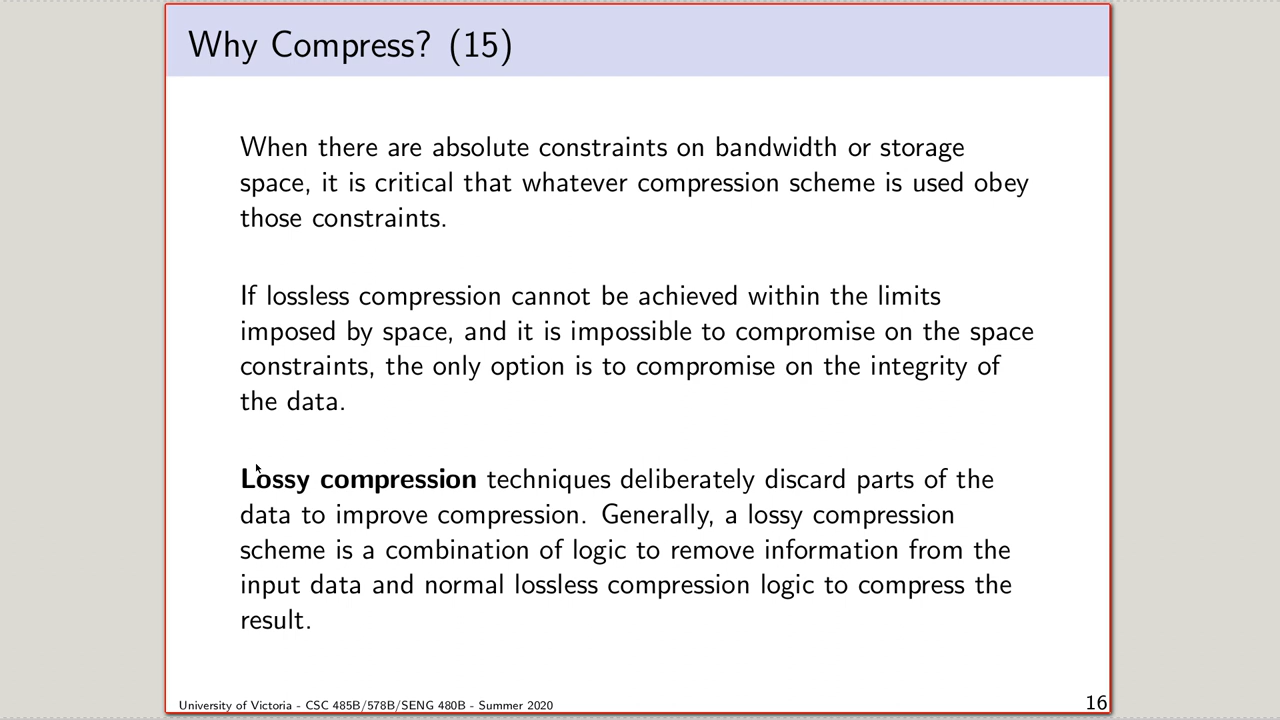 Why Compress? (15)
When there are absolute constraints on bandwidth or storage
space, it is critical that whatever compression scheme is used obey
those constraints.
If lossless compression cannot be achieved within the limits
imposed by space, and it is impossible to compromise on the space
constraints, the only option is to compromise on the integrity of
the data.
Lossy compression techniques deliberately discard parts of the
data to improve compression. Generally, a lossy compression
scheme is a combination of logic to remove information from the
input data and normal lossless compression logic to compress the
result.
University of Victoria - CSC 485B/578B/SENG 480B - Summer 2020
16